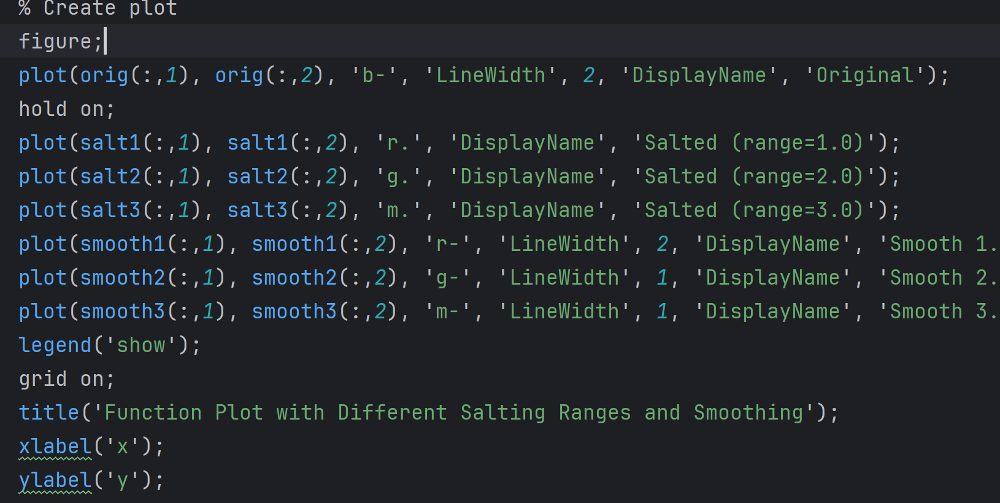 % Create plot
figure;
plot(orig(:,1), orig(:,2), 'b-', 'LineWidth', 2, 'DisplayName', 'Original');
hold on;
plot(salt1(:,1), salt1(:,2), 'r.', 'DisplayName', 'Salted (range=1.0)');
plot(salt2(:,1), salt2(:,2), 'g.', 'DisplayName', 'Salted (range=2.0)');
plot(salt3(:,1), salt3(:,2), 'm.', 'DisplayName', 'Salted (range=3.0)');
plot(smooth1(:,1), smooth1(:,2), 'r-', 'LineWidth', 2, 'DisplayName', 'Smooth 1.
plot(smooth2(:,1), smooth2(:,2), 'g-', 'LineWidth', 1, 'DisplayName', 'Smooth 2.
plot(smooth3(:,1), smooth3(:,2), 'm-', 'LineWidth', 1, 'DisplayName', 'Smooth 3.
legend('show');
grid on;
title('Function Plot with Different Salting Ranges and Smoothing');
xlabel('x');
ylabel('y');